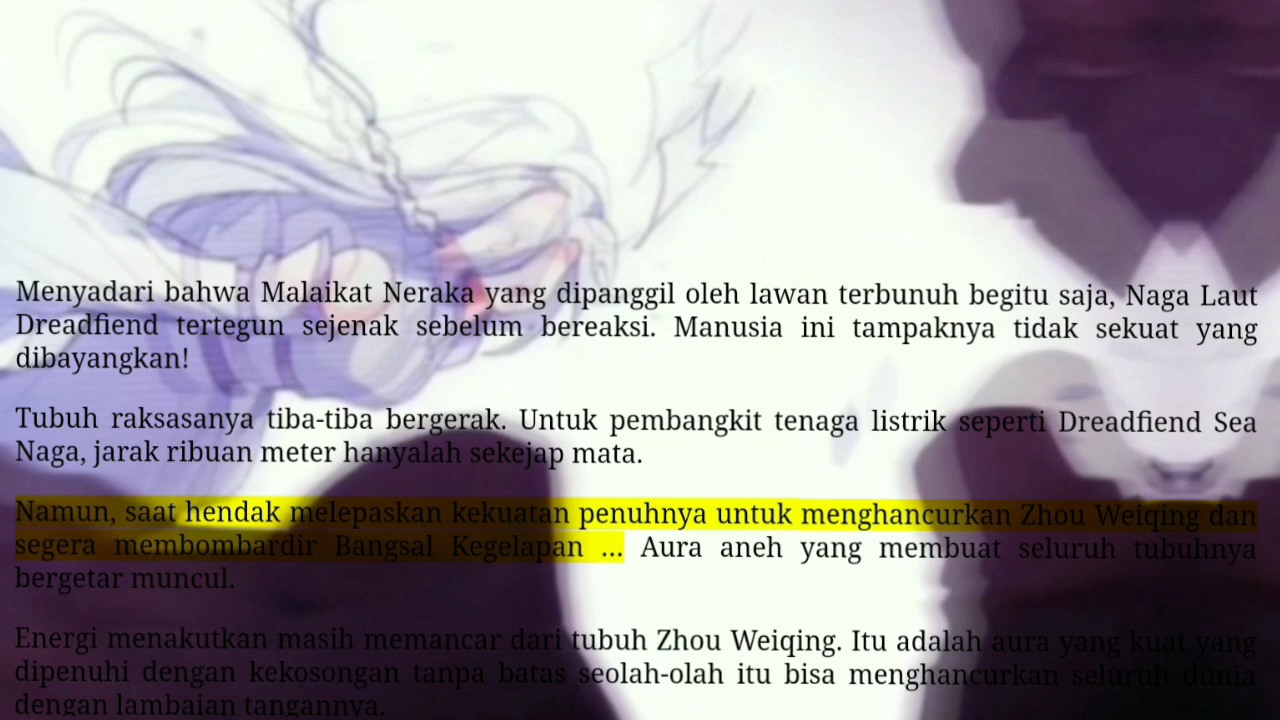 Menyadari bahwa Malaikat Neraka yang dipanggil oleh lawan terbunuh begitu saja, Naga Laut
Dreadfiend tertegun sejenak sebelum bereaksi. Manusia ini tampaknya tidak sekuat yang
dibayangkan!
Tubuh raksasanya tiba-tiba bergerak. Untuk pembangkit tenaga listrik seperti Dreadfiend Sea
Naga, jarak ribuan meter hanyalah sekejap mata.
Namun, saat hendak melepaskan kekuatan penuhnya untuk menghancurkan Zhou Weiqing dan
segera membombardir Bangsal Kegelapan ... Aura aneh yang membuat seluruh tubuhnya
bergetar muncul.
Energi menakutkan masih memancar dari tubuh Zhou Weiqing. Itu adalah aura yang kuat yang
dipenuhi dengan kekosongan tanpa batas seolah-olah itu bisa menghancurkan seluruh dunia
dengan lambaian tangannya.